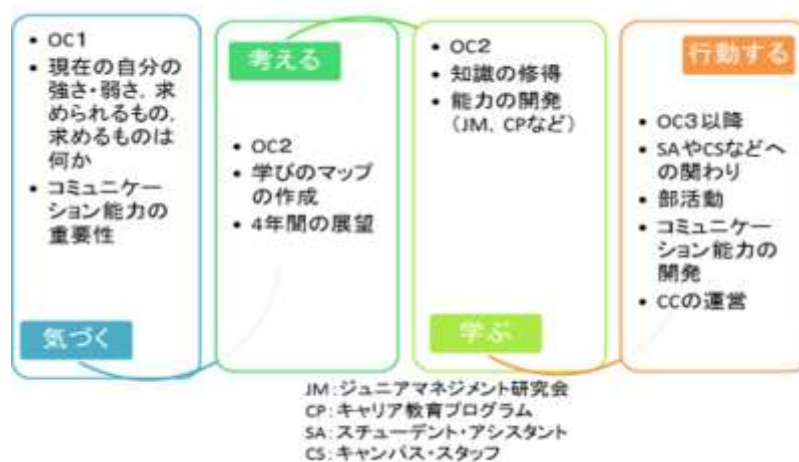 • OC1
• 現在の自分の
強さ・弱さ，求
められるもの，
求めるものは
何か
• コミュニケー
ション能力の
重要性
気づく
考える
• OC2
• 学びのマップ
の作成
• 4年間の展望
• OC2
• 知識の修得
• 能力の開発
（JM，CPなど）
学ぶ
行動する
• OC3以降
• SAやCSなどへ
の関わり
• 部活動
• コミュニケー
ション能力の
開発
• CCの運営
JM：ジュニアマネジメント研究会
CP：キャリア教育プログラム
SA：スチューデント・アシスタント
CS：キャンパス・スタッフ